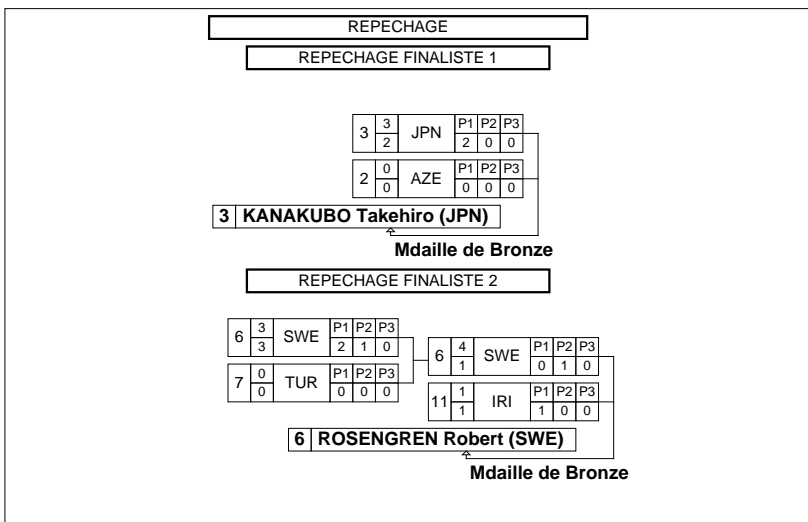 REPECHAGE
REPECHAGE FINALISTE 1
3 3 JPN P1 P2 P3
2 2 0 0
2 0 AZE P1 P2 P3
0 0 0 0
3 KANAKUBO Takehiro (JPN)
Mdaille de Bronze
REPECHAGE FINALISTE 2
6 3 SWE P1 P2 P3
3 2 1 0
7 0 TUR P1 P2 P3
0 0 0 0
6 4 SWE P1 P2 P3
1 0 1 0
11 1 IRI P1 P2 P3
1 1 0 0
6 ROSENGREN Robert (SWE)
Mdaille de Bronze